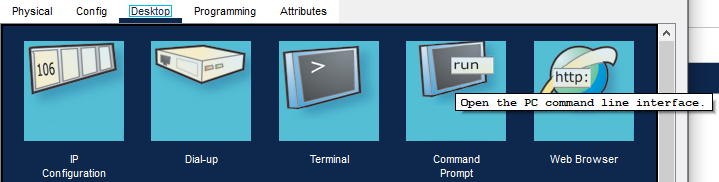 Physical Config Desktop Programming Attributes
106
>
run
http:
Open the PC command line interface.
IP
Configuration
Dial-up
Terminal
Command
Prompt
Web Browser